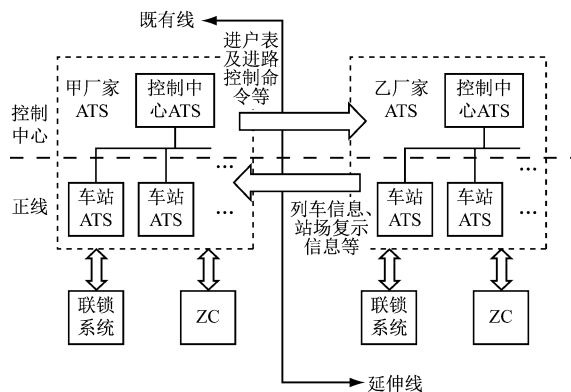 既有线
进户表
及进路
控制命
令等
甲厂家
ATS
控制中
心ATS
乙厂家
ATS
控制中
心ATS
控制
中心
...
...
正线
车站
ATS
车站
ATS
...
列车信息、
站场复示
信息等
车站
ATS
车站
ATS
...
联锁
系统
ZC
联锁
系统
ZC
延伸线